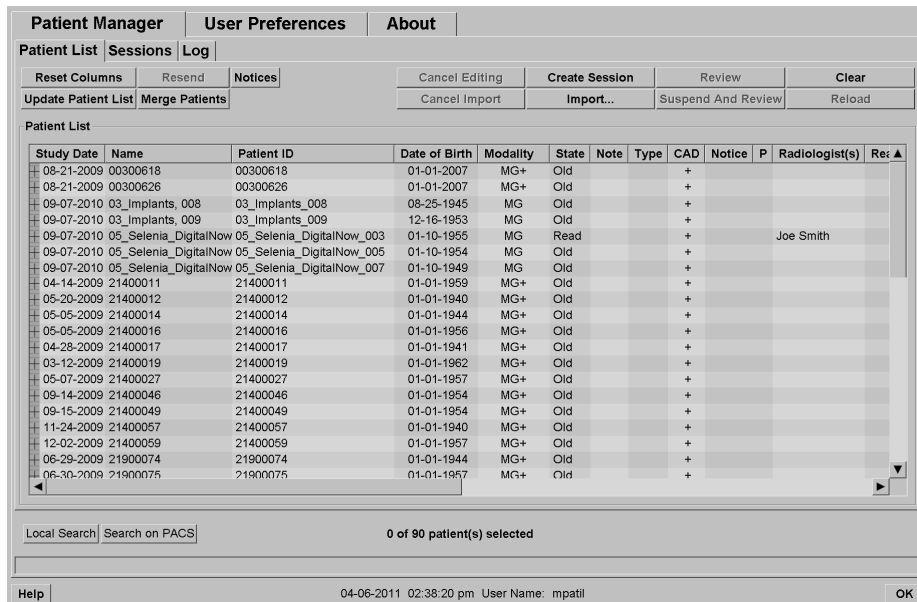 Patient Manager User Preferences About
Patient List Sessions Log
Reset Columns Resend Notices Cancel Editing Create Session Review Clear
Update Patient List Merge Patients Cancel Import Import... Suspend And Review Reload
Patient List
Study Date Name Patient ID Date of Birth Modality State Note Type CAD Notice P Radiologist(s) Rea
08-21-2009 00300618 00300618 01-01-2007 MG+ Old +
08-21-2009 00300626 00300626 01-01-2007 MG+ Old +
09-07-2010 03_Implants, 008 03_Implants_008 08-25-1945 MG Old +
09-07-2010 03_Implants, 009 03_Implants_009 12-16-1953 MG Old +
09-07-2010 05_Selenia_DigitalNow 05_Selenia_DigitalNow_003 01-10-1955 MG Read + Joe Smith
09-07-2010 05_Selenia_DigitalNow 05_Selenia_DigitalNow_005 01-10-1954 MG Old +
09-07-2010 05_Selenia_DigitalNow 05_Selenia_DigitalNow_007 01-10-1949 MG Old +
04-14-2009 21400011 21400011 01-01-1959 MG+ Old +
05-20-2009 21400012 21400012 01-01-1940 MG+ Old +
05-05-2009 21400014 21400014 01-01-1944 MG+ Old +
05-05-2009 21400016 21400016 01-01-1956 MG+ Old +
04-28-2009 21400017 21400017 01-01-1941 MG+ Old +
03-12-2009 21400019 21400019 01-01-1962 MG+ Old +
05-07-2009 21400027 21400027 01-01-1957 MG+ Old +
09-14-2009 21400046 21400046 01-01-1954 MG+ Old +
09-15-2009 21400049 21400049 01-01-1954 MG+ Old +
11-24-2009 21400057 21400057 01-01-1940 MG+ Old +
12-02-2009 21400059 21400059 01-01-1957 MG+ Old +
06-29-2009 21900074 21900074 01-01-1944 MG+ Old +
06-30-2009 21900075 21900075 01-01-1957 MG+ Old +
Local Search Search on PACS 0 of 90 patient(s) selected
Help 04-06-2011 02:38:20 pm User Name: mpatil OK